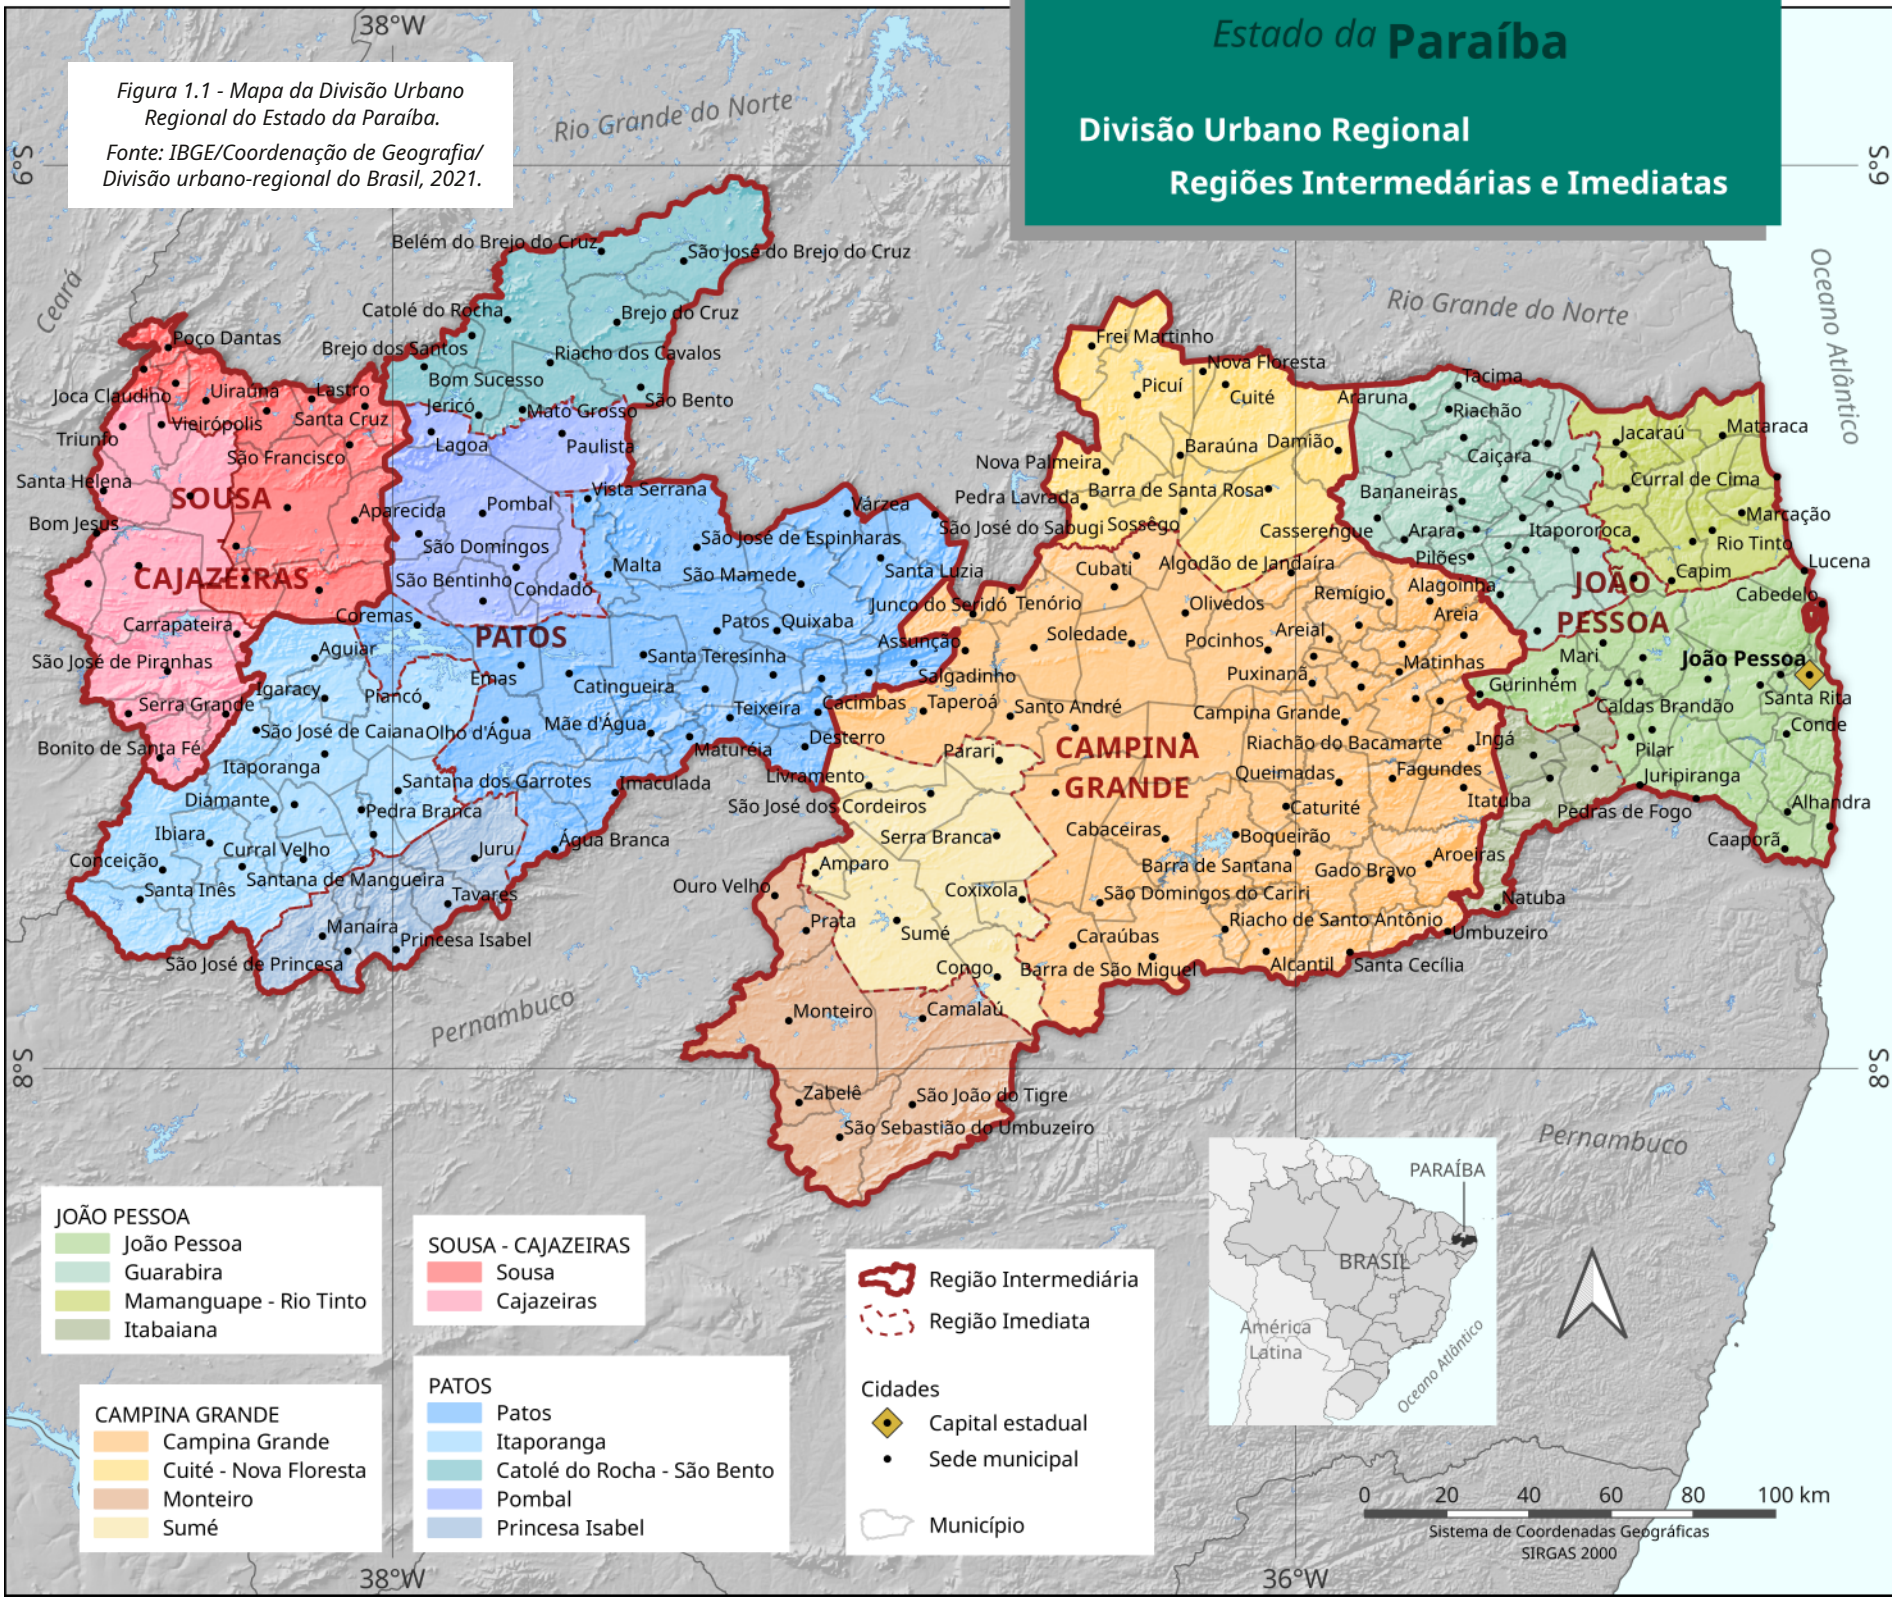 38°W
Estado da Paraíba
Divisão Urbano Regional
Regiões Intermedárias e Imediatas
Figura 1.1 - Mapa da Divisão Urbano
Regional do Estado da Paraíba.
Fonte: IBGE/Coordenação de Geografia/
Divisão urbano-regional do Brasil, 2021.
6°S
6°S
Rio Grande do Norte
Ceará
Oceano Atlântico
Rio Grande do Norte
Belém do Brejo do Cruz
São José do Brejo do Cruz
Catolé do Rocha
Brejo do Cruz
Brejo dos Santos
Riacho dos Cavalos
Bom Sucesso
São Bento
Jericó
Mato Grosso
Lagoa
Paulista
Poço Dantas
Joca Claudino
Uiraúna
Lastro
Vieirópolis
Santa Cruz
Triunfo
São Francisco
Santa Helena
SOUSA
-
CAJAZEIRAS
Bom Jesus
Aparecida
Pombal
Vista Serrana
São Domingos
São Bentinho
Condado
Malta
Coremas
Carrapateira
São José de Piranhas
Serra Grande
Bonito de Santa Fé
Várzea
São José do Sabugi
São José de Espinharas
Santa Luzia
São Mamede
Junco do Seridó
PATOS
Patos
Quixaba
Assunção
Santa Teresinha
Salgadinho
Emas
Catingueira
Teixeira
Cacimbas
Mãe d'Água
Desterro
Maturéia
Olho d'Água
Aguiar
Igaracy
Piancó
São José de Caiana
Itaporanga
Santana dos Garrotes
Imaculada
Diamante
Pedra Branca
Ibiara
Curral Velho
Juru
Água Branca
Conceição
Santana de Mangueira
Santa Inês
Tavares
Manaíra
Princesa Isabel
São José de Princesa
Frei Martinho
Nova Floresta
Picuí
Cuité
Baraúna
Damião
Nova Palmeira
Pedra Lavrada
Barra de Santa Rosa
Sossêgo
Casserengue
Cubati
Algodão de Jandaíra
Tenório
Olivedos
Remígio
Alagoinha
Areia
Soledade
Pocinhos
Areial
Matinhas
Puxinanã
Taperoá
Santo André
Campina Grande
CAMPINA
GRANDE
Riachão do Bacamarte
Ingá
Parari
Livramento
Queimadas
Fagundes
São José dos Cordeiros
Caturité
Itatuba
Serra Branca
Cabaceiras
Boqueirão
Amparo
Barra de Santana
Gado Bravo
Aroeiras
Ouro Velho
Coxixola
São Domingos do Cariri
Natuba
Prata
Sumé
Riacho de Santo Antônio
Umbuzeiro
Caraúbas
Congo
Barra de São Miguel
Alcantil
Santa Cecília
Monteiro
Camalaú
Zabelê
São João do Tigre
São Sebastião do Umbuzeiro
Tacima
Araruna
Riachão
Jacaraú
Mataraca
Caiçara
Curral de Cima
Bananeiras
Marcação
Arara
Itapororoca
Rio Tinto
Pilões
Capim
Lucena
JOÃO
PESSOA
Cabedelo
Mari
João Pessoa
Gurinhém
Santa Rita
Caldas Brandão
Conde
Pilar
Juripiranga
Pedras de Fogo
Alhandra
Caaporã
Pernambuco
8°S
8°S
Pernambuco
JOÃO PESSOA
João Pessoa
Guarabira
Mamanguape - Rio Tinto
Itabaiana
CAMPINA GRANDE
Campina Grande
Cuité - Nova Floresta
Monteiro
Sumé
SOUSA - CAJAZEIRAS
Sousa
Cajazeiras
PATOS
Patos
Itaporanga
Catolé do Rocha - São Bento
Pombal
Princesa Isabel
Região Intermediária
Região Imediata
Cidades
Capital estadual
Sede municipal
Município
PARAÍBA
BRASIL
América
Latina
Oceano Atlântico
0 20 40 60 80 100 km
Sistema de Coordenadas Geográficas
SIRGAS 2000
38°W
36°W